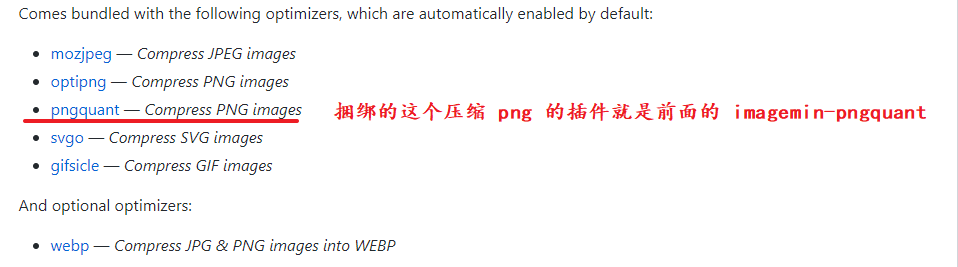 Comes bundled with the following optimizers, which are automatically enabled by default:
mozjpeg — Compress JPEG images
optipng — Compress PNG images
pngquant — Compress PNG images 捆绑的这个压缩 png 的插件就是前面的 imagemin-pngquant
svgo — Compress SVG images
gifsicle — Compress GIF images
And optional optimizers:
webp — Compress JPG & PNG images into WEBP